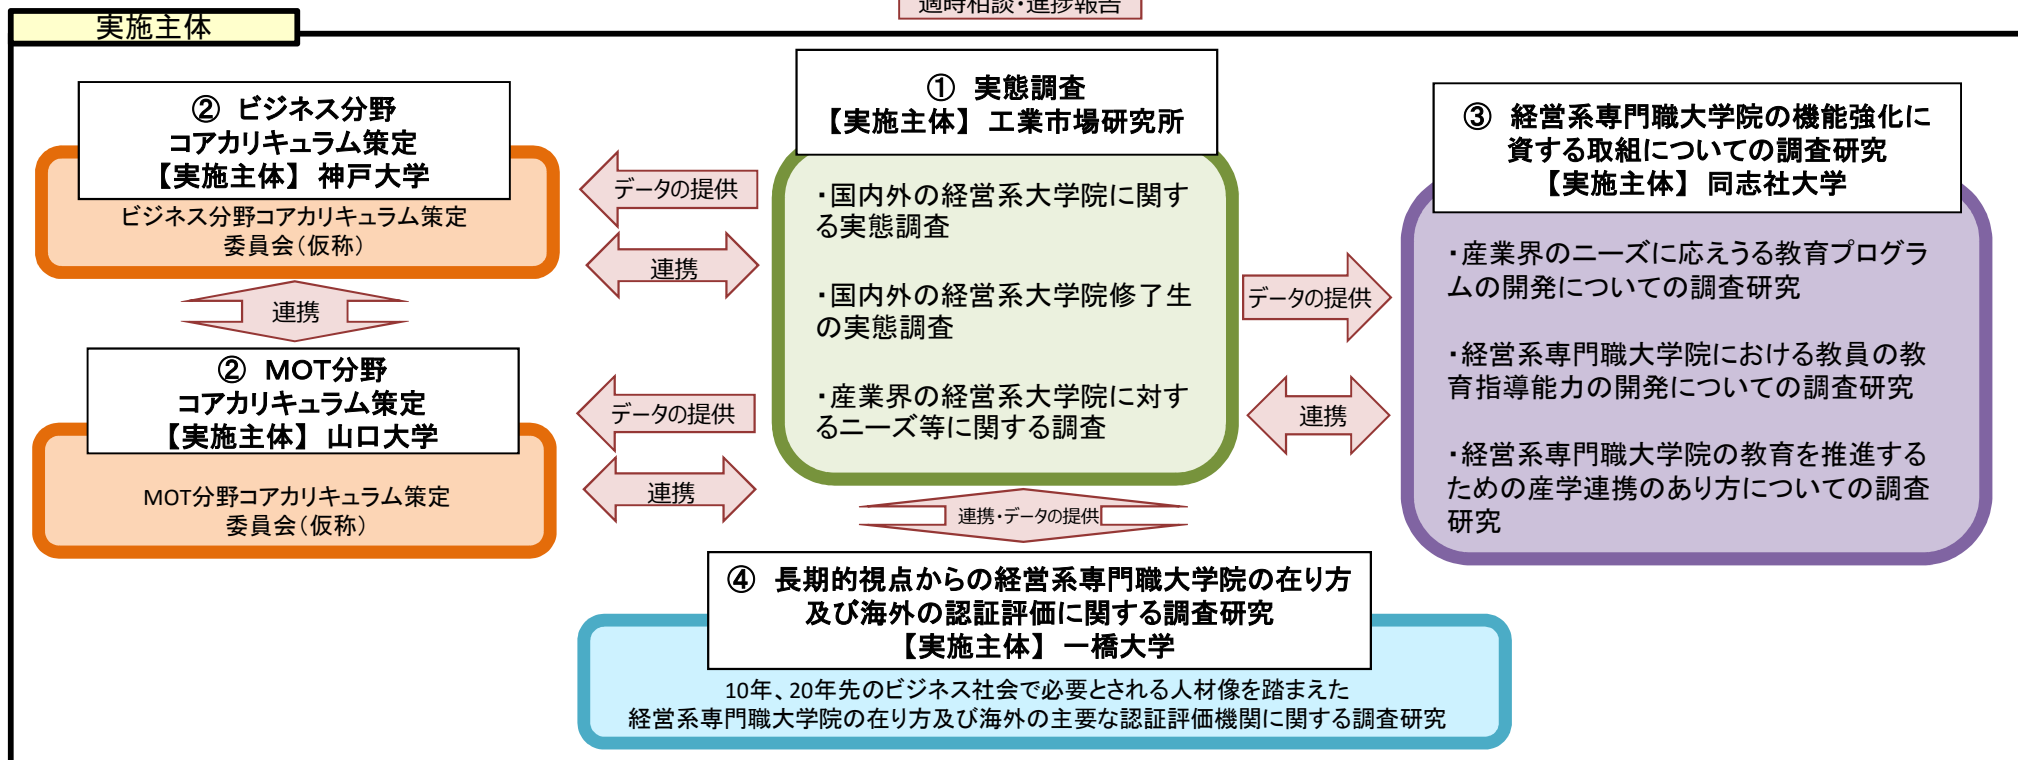 適時相談・進捗報告
実施主体
② ビジネス分野
コアカリキュラム策定
【実施主体】 神戸大学
ビジネス分野コアカリキュラム策定
委員会（仮称）
連携
② MOT分野
コアカリキュラム策定
【実施主体】 山口大学
MOT分野コアカリキュラム策定
委員会（仮称）
データの提供
連携
データの提供
連携
① 実態調査
【実施主体】 工業市場研究所
・国内外の経営系大学院に関す
る実態調査
・国内外の経営系大学院修了生
の実態調査
・産業界の経営系大学院に対す
るニーズ等に関する調査
連携・データの提供
データの提供
連携
③ 経営系専門職大学院の機能強化に
資する取組についての調査研究
【実施主体】 同志社大学
・産業界のニーズに応えうる教育プログラ
ムの開発についての調査研究
・経営系専門職大学院における教員の教
育指導能力の開発についての調査研究
・経営系専門職大学院の教育を推進する
ための産学連携のあり方についての調査
研究
④ 長期的視点からの経営系専門職大学院の在り方
及び海外の認証評価に関する調査研究
【実施主体】 一橋大学
10年、20年先のビジネス社会で必要とされる人材像を踏まえた
経営系専門職大学院の在り方及び海外の主要な認証評価機関に関する調査研究